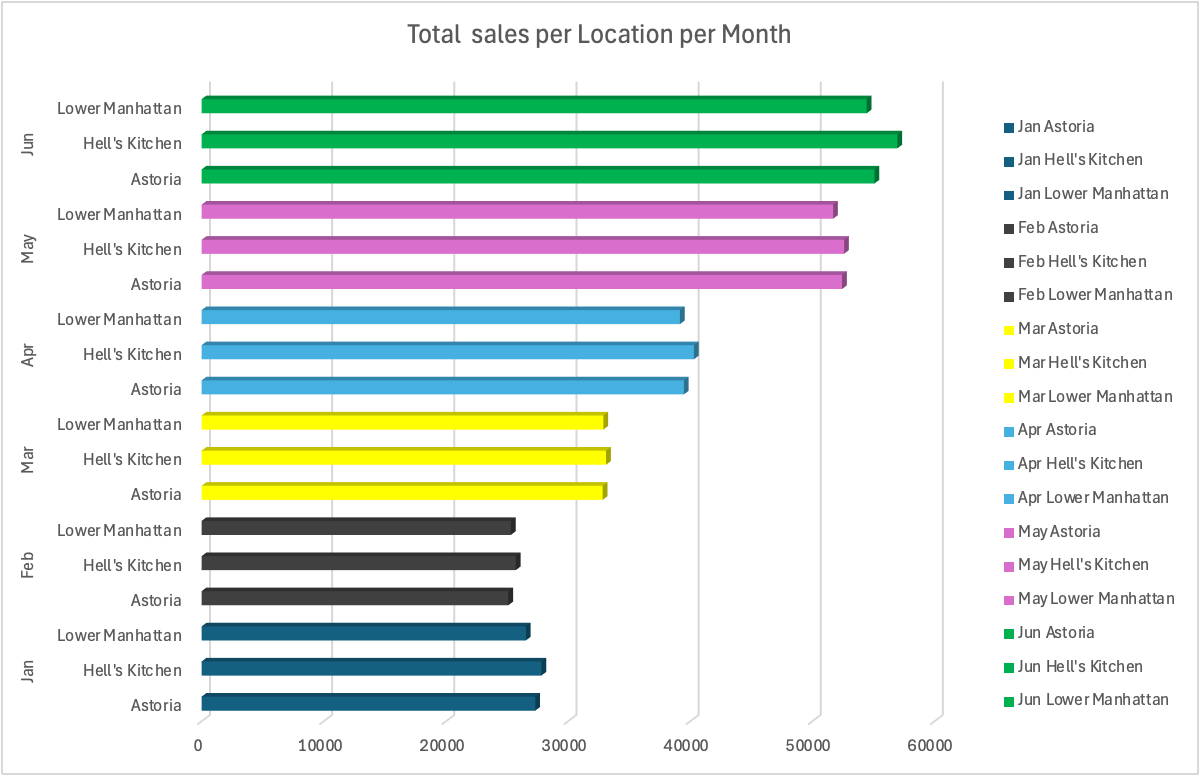 Total  sales per Location per Month
Jun
Lower Manhattan
Hell's Kitchen
Astoria
May
Lower Manhattan
Hell's Kitchen
Astoria
Apr
Lower Manhattan
Hell's Kitchen
Astoria
Mar
Lower Manhattan
Hell's Kitchen
Astoria
Feb
Lower Manhattan
Hell's Kitchen
Astoria
Jan
Lower Manhattan
Hell's Kitchen
Astoria
0 10000 20000 30000 40000 50000 60000
Jan Astoria
Jan Hell's Kitchen
Jan Lower Manhattan
Feb Astoria
Feb Hell's Kitchen
Feb Lower Manhattan
Mar Astoria
Mar Hell's Kitchen
Mar Lower Manhattan
Apr Astoria
Apr Hell's Kitchen
Apr Lower Manhattan
May Astoria
May Hell's Kitchen
May Lower Manhattan
Jun Astoria
Jun Hell's Kitchen
Jun Lower Manhattan